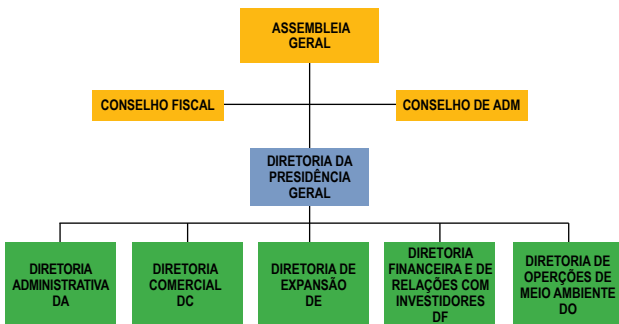 ASSEMBLEIA
GERAL
CONSELHO FISCAL
CONSELHO DE ADM
DIRETORIA DA
PRESIDÊNCIA
GERAL
DIRETORIA
ADMINISTRATIVA
DA
DIRETORIA
COMERCIAL
DC
DIRETORIA DE
EXPANSÃO
DE
DIRETORIA
FINANCEIRA E DE
RELAÇÕES COM
INVESTIDORES
DF
DIRETORIA DE
OPERÇÕES DE
MEIO AMBIENTE
DO